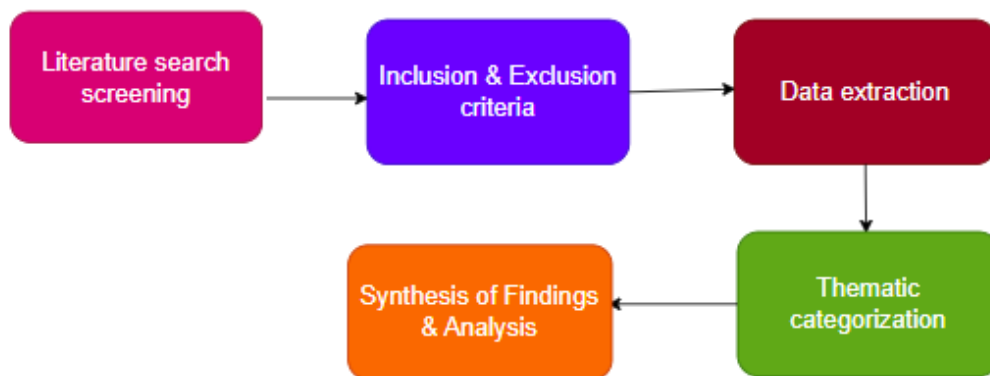 Literature search
screening
Inclusion & Exclusion
criteria
Data extraction
Thematic
categorization
Synthesis of Findings
& Analysis